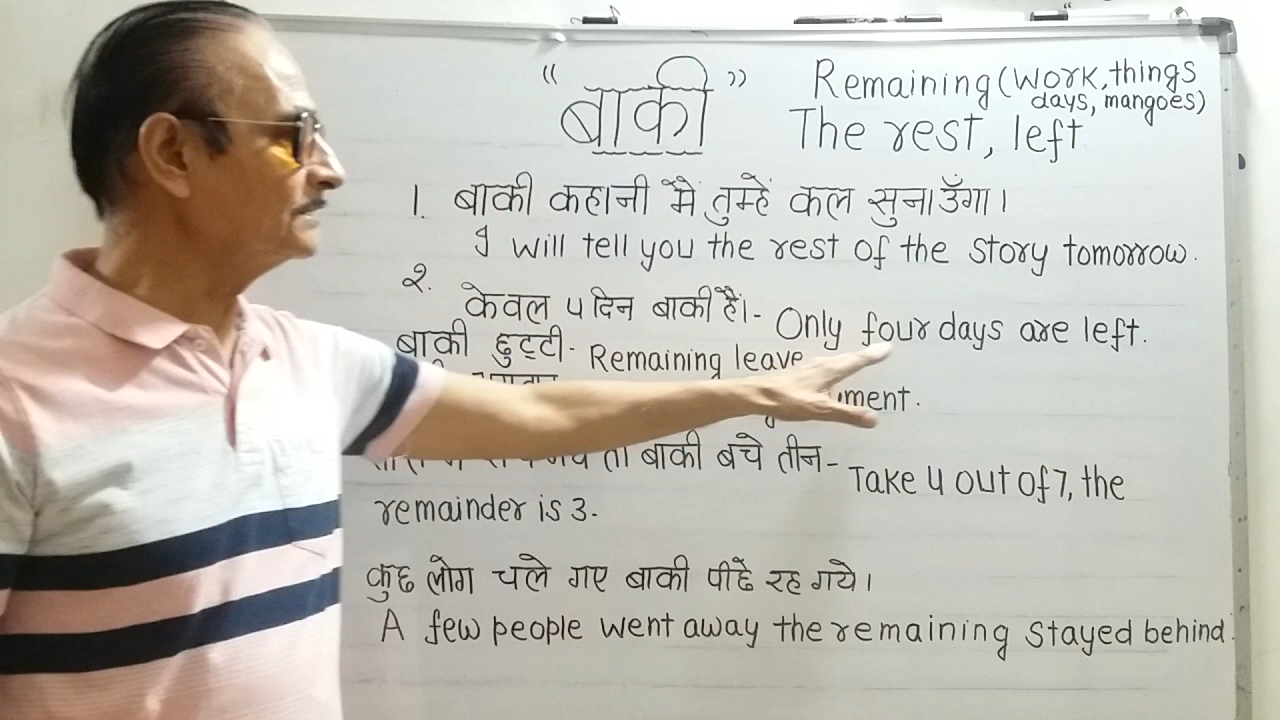 "बाकी" Remaining (work, things
days, mangoes)
The rest, left
1. बाकी कहानी मैं तुम्हें कल सुनाउँगा।
I will tell you the rest of the story tomorrow.
२. केवल ५ दिन बाकी हैं।- Only four days are left.
बाकी छुट्टी- Remaining leave
ment.
बाकी बचे तीन- Take 4 out of 7, the
remainder is 3.
कुछ लोग चले गए बाकी पीछे रह गये।
A few people went away the remaining stayed behind.